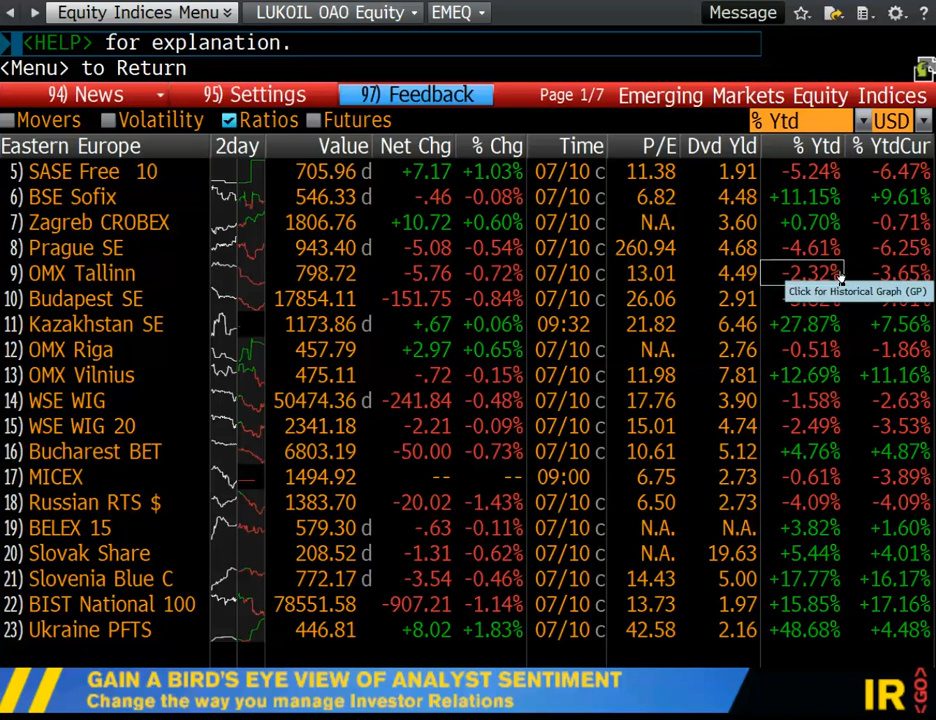 Equity Indices Menu LUKOIL OAO Equity EMEQ Message ?
<HELP> for explanation.
<Menu> to Return
94) News 95) Settings 97) Feedback Page 1/7 Emerging Markets Equity Indices
Movers Volatility Ratios Futures % Ytd USD
Eastern Europe 2day Value Net Chg % Chg Time P/E Dvd Yld % Ytd % YtdCur
5) SASE Free 10 705.96 d +7.17 +1.03% 07/10 c 11.38 1.91 -5.24% -6.47%
6) BSE Sofix 546.33 d -.46 -0.08% 07/10 c 6.82 4.48 +11.15% +9.61%
7) Zagreb CROBEX 1806.76 +10.72 +0.60% 07/10 c N.A. 3.60 +0.70% -0.71%
8) Prague SE 943.40 d -5.08 -0.54% 07/10 c 260.94 4.68 -4.61% -6.25%
9) OMX Tallinn 798.72 -5.76 -0.72% 07/10 c 13.01 4.49 -2.32% -3.65%
Click for Historical Graph (GP)
10) Budapest SE 17854.11 -151.75 -0.84% 07/10 c 26.06 2.91
11) Kazakhstan SE 1173.86 d +.67 +0.06% 09:32 21.82 6.46 +27.87% +7.56%
12) OMX Riga 457.79 +2.97 +0.65% 07/10 c N.A. 2.76 -0.51% -1.86%
13) OMX Vilnius 475.11 -.72 -0.15% 07/10 c 11.98 7.81 +12.69% +11.16%
14) WSE WIG 50474.36 d -241.84 -0.48% 07/10 c 17.76 3.90 -1.58% -2.63%
15) WSE WIG 20 2341.18 -2.21 -0.09% 07/10 c 15.01 4.74 -2.49% -3.53%
16) Bucharest BET 6803.19 -50.00 -0.73% 07/10 c 10.61 5.12 +4.76% +4.87%
17) MICEX 1494.92 -- -- 09:00 6.75 2.73 -0.61% -3.89%
18) Russian RTS $ 1383.70 -20.02 -1.43% 07/10 c 6.50 2.73 -4.09% -4.09%
19) BELEX 15 579.30 d -.63 -0.11% 07/10 c N.A. N.A. +3.82% +1.60%
20) Slovak Share 208.52 d -1.31 -0.62% 07/10 c N.A. 19.63 +5.44% +4.01%
21) Slovenia Blue C 772.17 d -3.54 -0.46% 07/10 c 14.43 5.00 +17.77% +16.17%
22) BIST National 100 78551.58 -907.21 -1.14% 07/10 c 13.73 1.97 +15.85% +17.16%
23) Ukraine PFTS 446.81 +8.02 +1.83% 07/10 c 42.58 2.16 +48.68% +4.48%
GAIN A BIRD'S EYE VIEW OF ANALYST SENTIMENT
Change the way you manage Investor Relations
IR GO